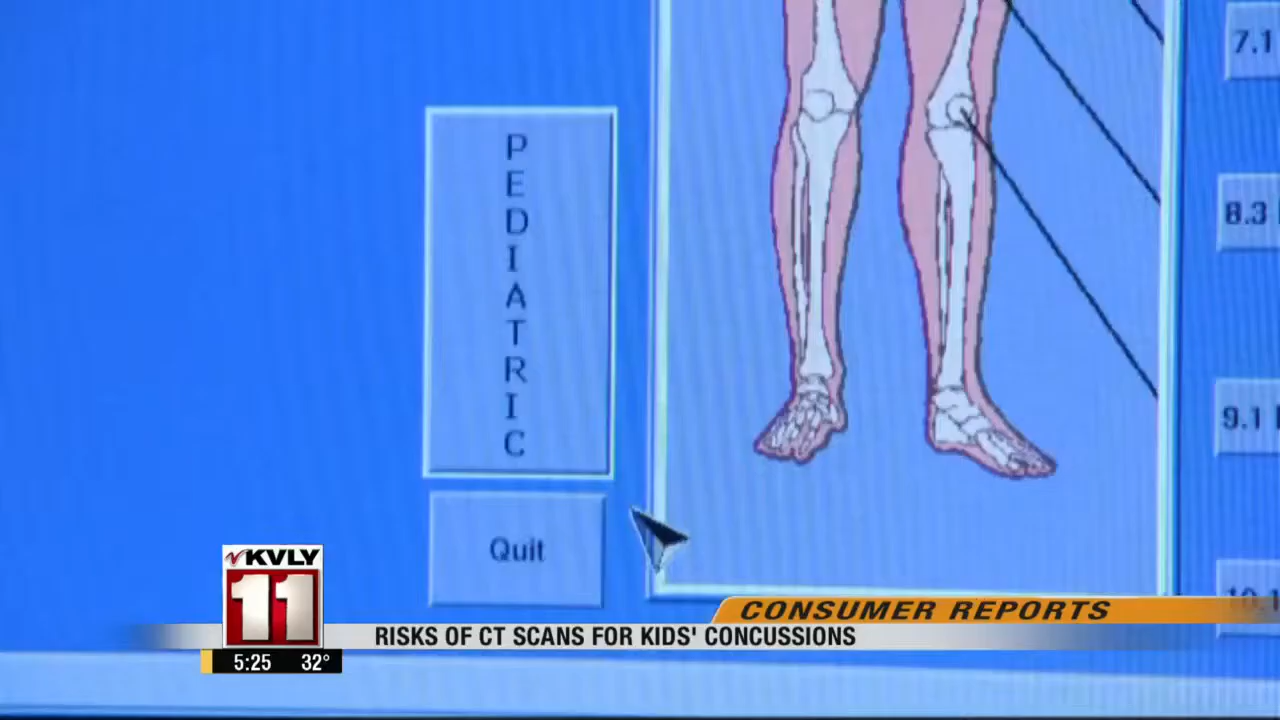 7.1
PEDIATRIC
8.3
9.1
Quit
KVLY
11
CONSUMER REPORTS
RISKS OF CT SCANS FOR KIDS' CONCUSSIONS
5:25 32°